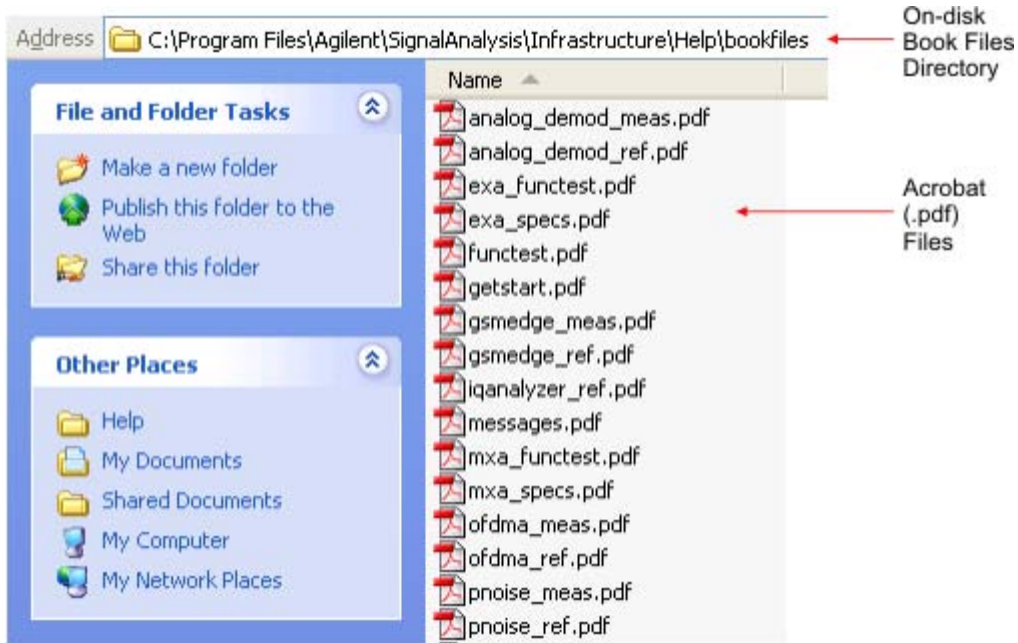 Address C:\Program Files\Agilent\SignalAnalysis\Infrastructure\Help\bookfiles
On-disk
Book Files
Directory
File and Folder Tasks
Make a new folder
Publish this folder to the
Web
Share this folder
Other Places
Help
My Documents
Shared Documents
My Computer
My Network Places
Name
analog_demod_meas.pdf
analog_demod_ref.pdf
exa_functest.pdf
exa_specs.pdf
functest.pdf
getstart.pdf
gsmedge_meas.pdf
gsmedge_ref.pdf
iqanalyzer_ref.pdf
messages.pdf
mxa_functest.pdf
mxa_specs.pdf
ofdma_meas.pdf
ofdma_ref.pdf
pnoise_meas.pdf
pnoise_ref.pdf
Acrobat
(.pdf)
Files